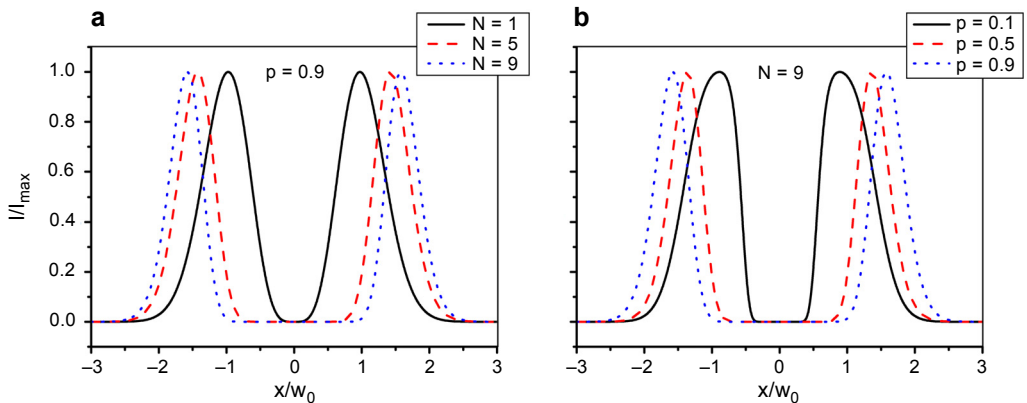 a
N = 1
N = 5
N = 9
p = 0.9
I/Imax
1.0
0.8
0.6
0.4
0.2
0.0
–3 –2 –1 0 1 2 3
x/w0
b
p = 0.1
p = 0.5
p = 0.9
N = 9
–3 –2 –1 0 1 2 3
x/w0